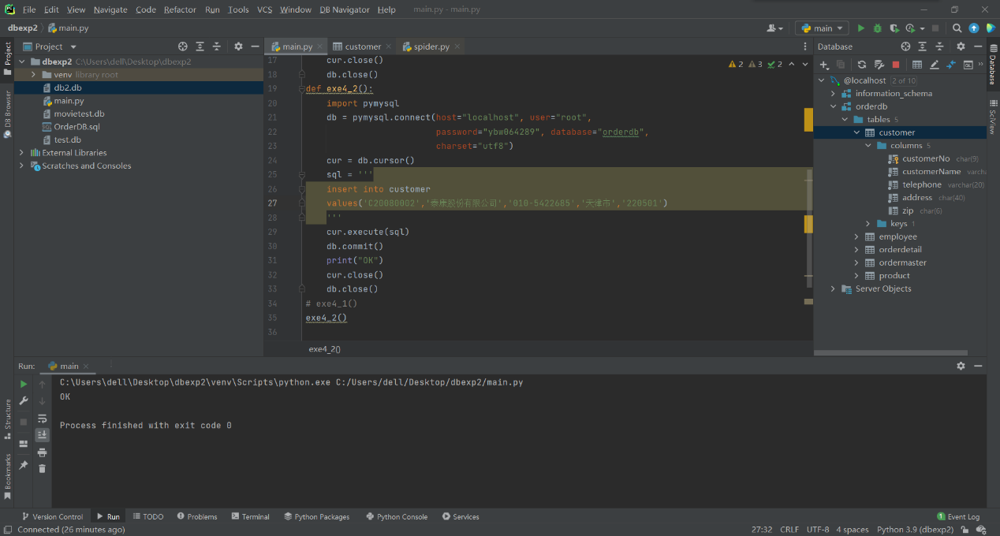 File Edit View Navigate Code Refactor Run Tools VCS Window DB Navigator Help main.py - main.py
dbexp2 main.py
main
Project
main.py
customer
spider.py
Database
dbexp2 C:\Users\dell\Desktop\dbexp2
venv library root
db2.db
main.py
movietest.db
OrderDB.sql
test.db
External Libraries
Scratches and Consoles
Project
DB Browser
Structure
Bookmarks
2 3 2
17 cur.close()
18 db.close()
19 def exe4_2():
20 import pymysql
21 db = pymysql.connect(host="localhost", user="root",
22 password="ybw064289", database="orderdb",
23 charset="utf8")
24 cur = db.cursor()
25 sql = '''
26 insert into customer
27 values('C20080002','泰康股份有限公司','010-5422685','天津市','220501')
28 '''
29 cur.execute(sql)
30 db.commit()
31 print("OK")
32 cur.close()
33 db.close()
34 # exe4_1()
35 exe4_2()
36
exe4_2()
@localhost 2 of 10
information_schema
orderdb
tables 5
customer
columns 5
customerNo char(9)
customerName varcha
telephone varchar(20)
address char(40)
zip char(6)
keys 1
employee
orderdetail
ordermaster
product
Server Objects
Database
SciView
Run: main
C:\Users\dell\Desktop\dbexp2\venv\Scripts\python.exe C:/Users/dell/Desktop/dbexp2/main.py
OK
Process finished with exit code 0
Version Control Run TODO Problems Terminal Python Packages Python Console Services 1 Event Log
Connected (26 minutes ago) 27:32 CRLF UTF-8 4 spaces Python 3.9 (dbexp2)